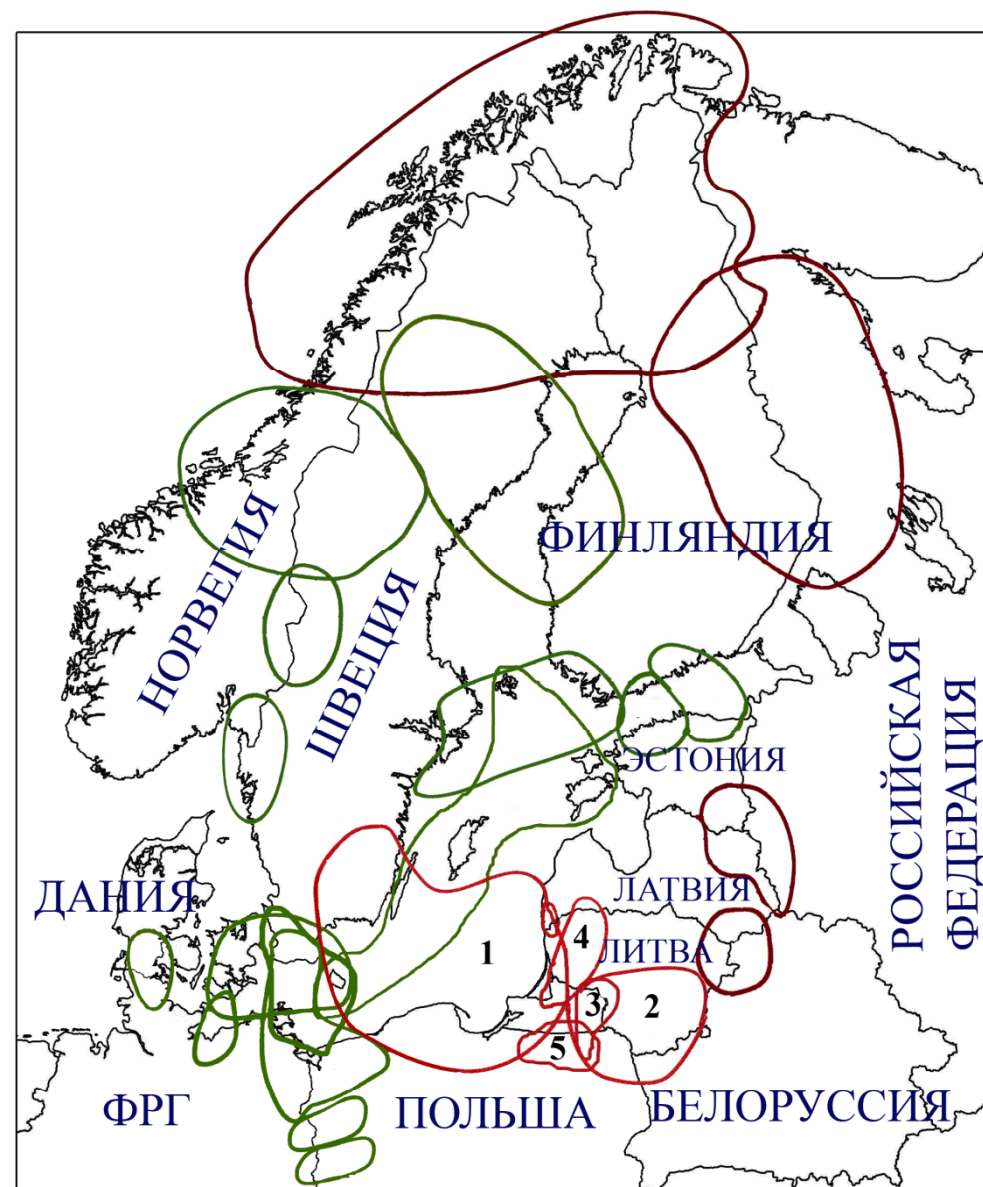 НОРВЕГИЯ
ШВЕЦИЯ
ФИНЛЯНДИЯ
РОССИЙСКАЯ
ФЕДЕРАЦИЯ
ЭСТОНИЯ
ДАНИЯ
ЛАТВИЯ
ЛИТВА
1
4
3
2
5
ФРГ
ПОЛЬША
БЕЛОРУССИЯ